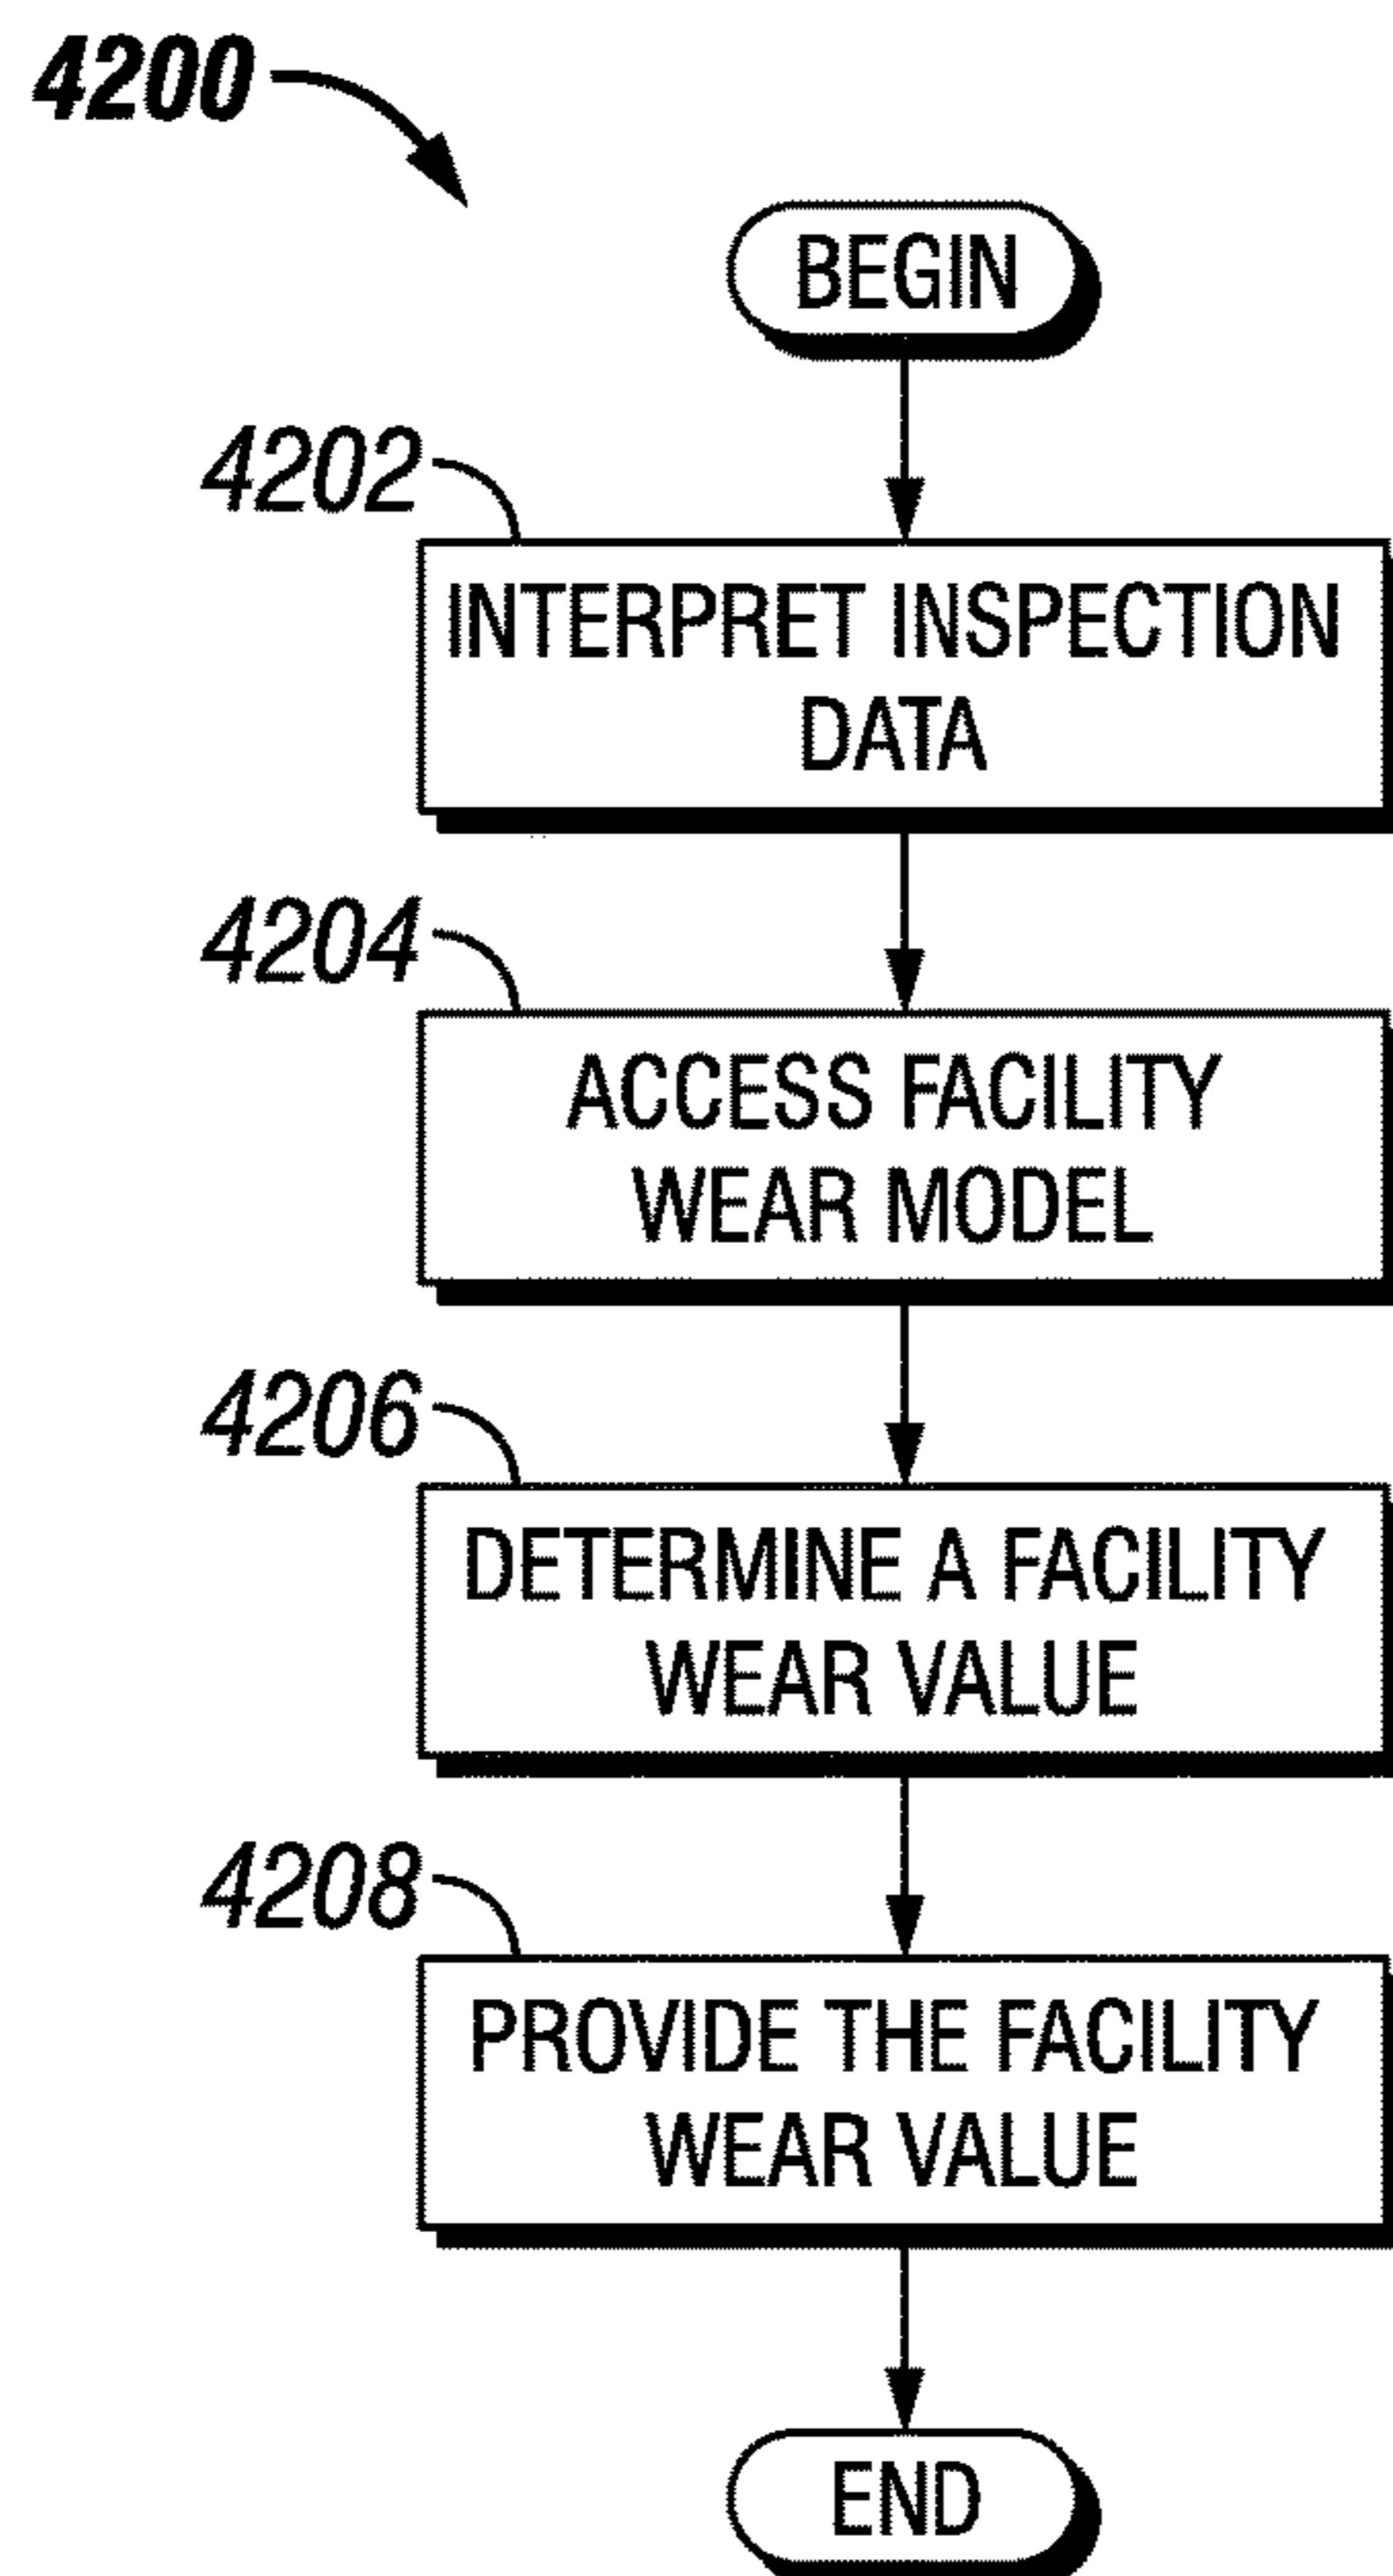 4200
BEGIN
4202
INTERPRET INSPECTION
DATA
4204
ACCESS FACILITY
WEAR MODEL
4206
DETERMINE A FACILITY
WEAR VALUE
4208
PROVIDE THE FACILITY
WEAR VALUE
END